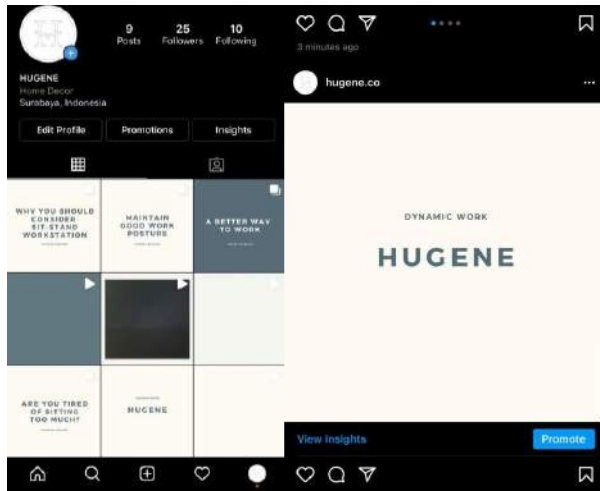 9 25 10
Posts Followers Following
HUGENE
Home Decor
Surabaya, Indonesia
Edit Profile Promotions Insights
WHY YOU SHOULD
CONSIDER
SIT-STAND
WORKSTATION
MAINTAIN
GOOD WORK
POSTURE
A BETTER WAY
TO WORK
ARE YOU TIRED
OF SITTING
TOO MUCH?
HUGENE
3 minutes ago
hugene.co
DYNAMIC WORK
HUGENE
View Insights
Promote